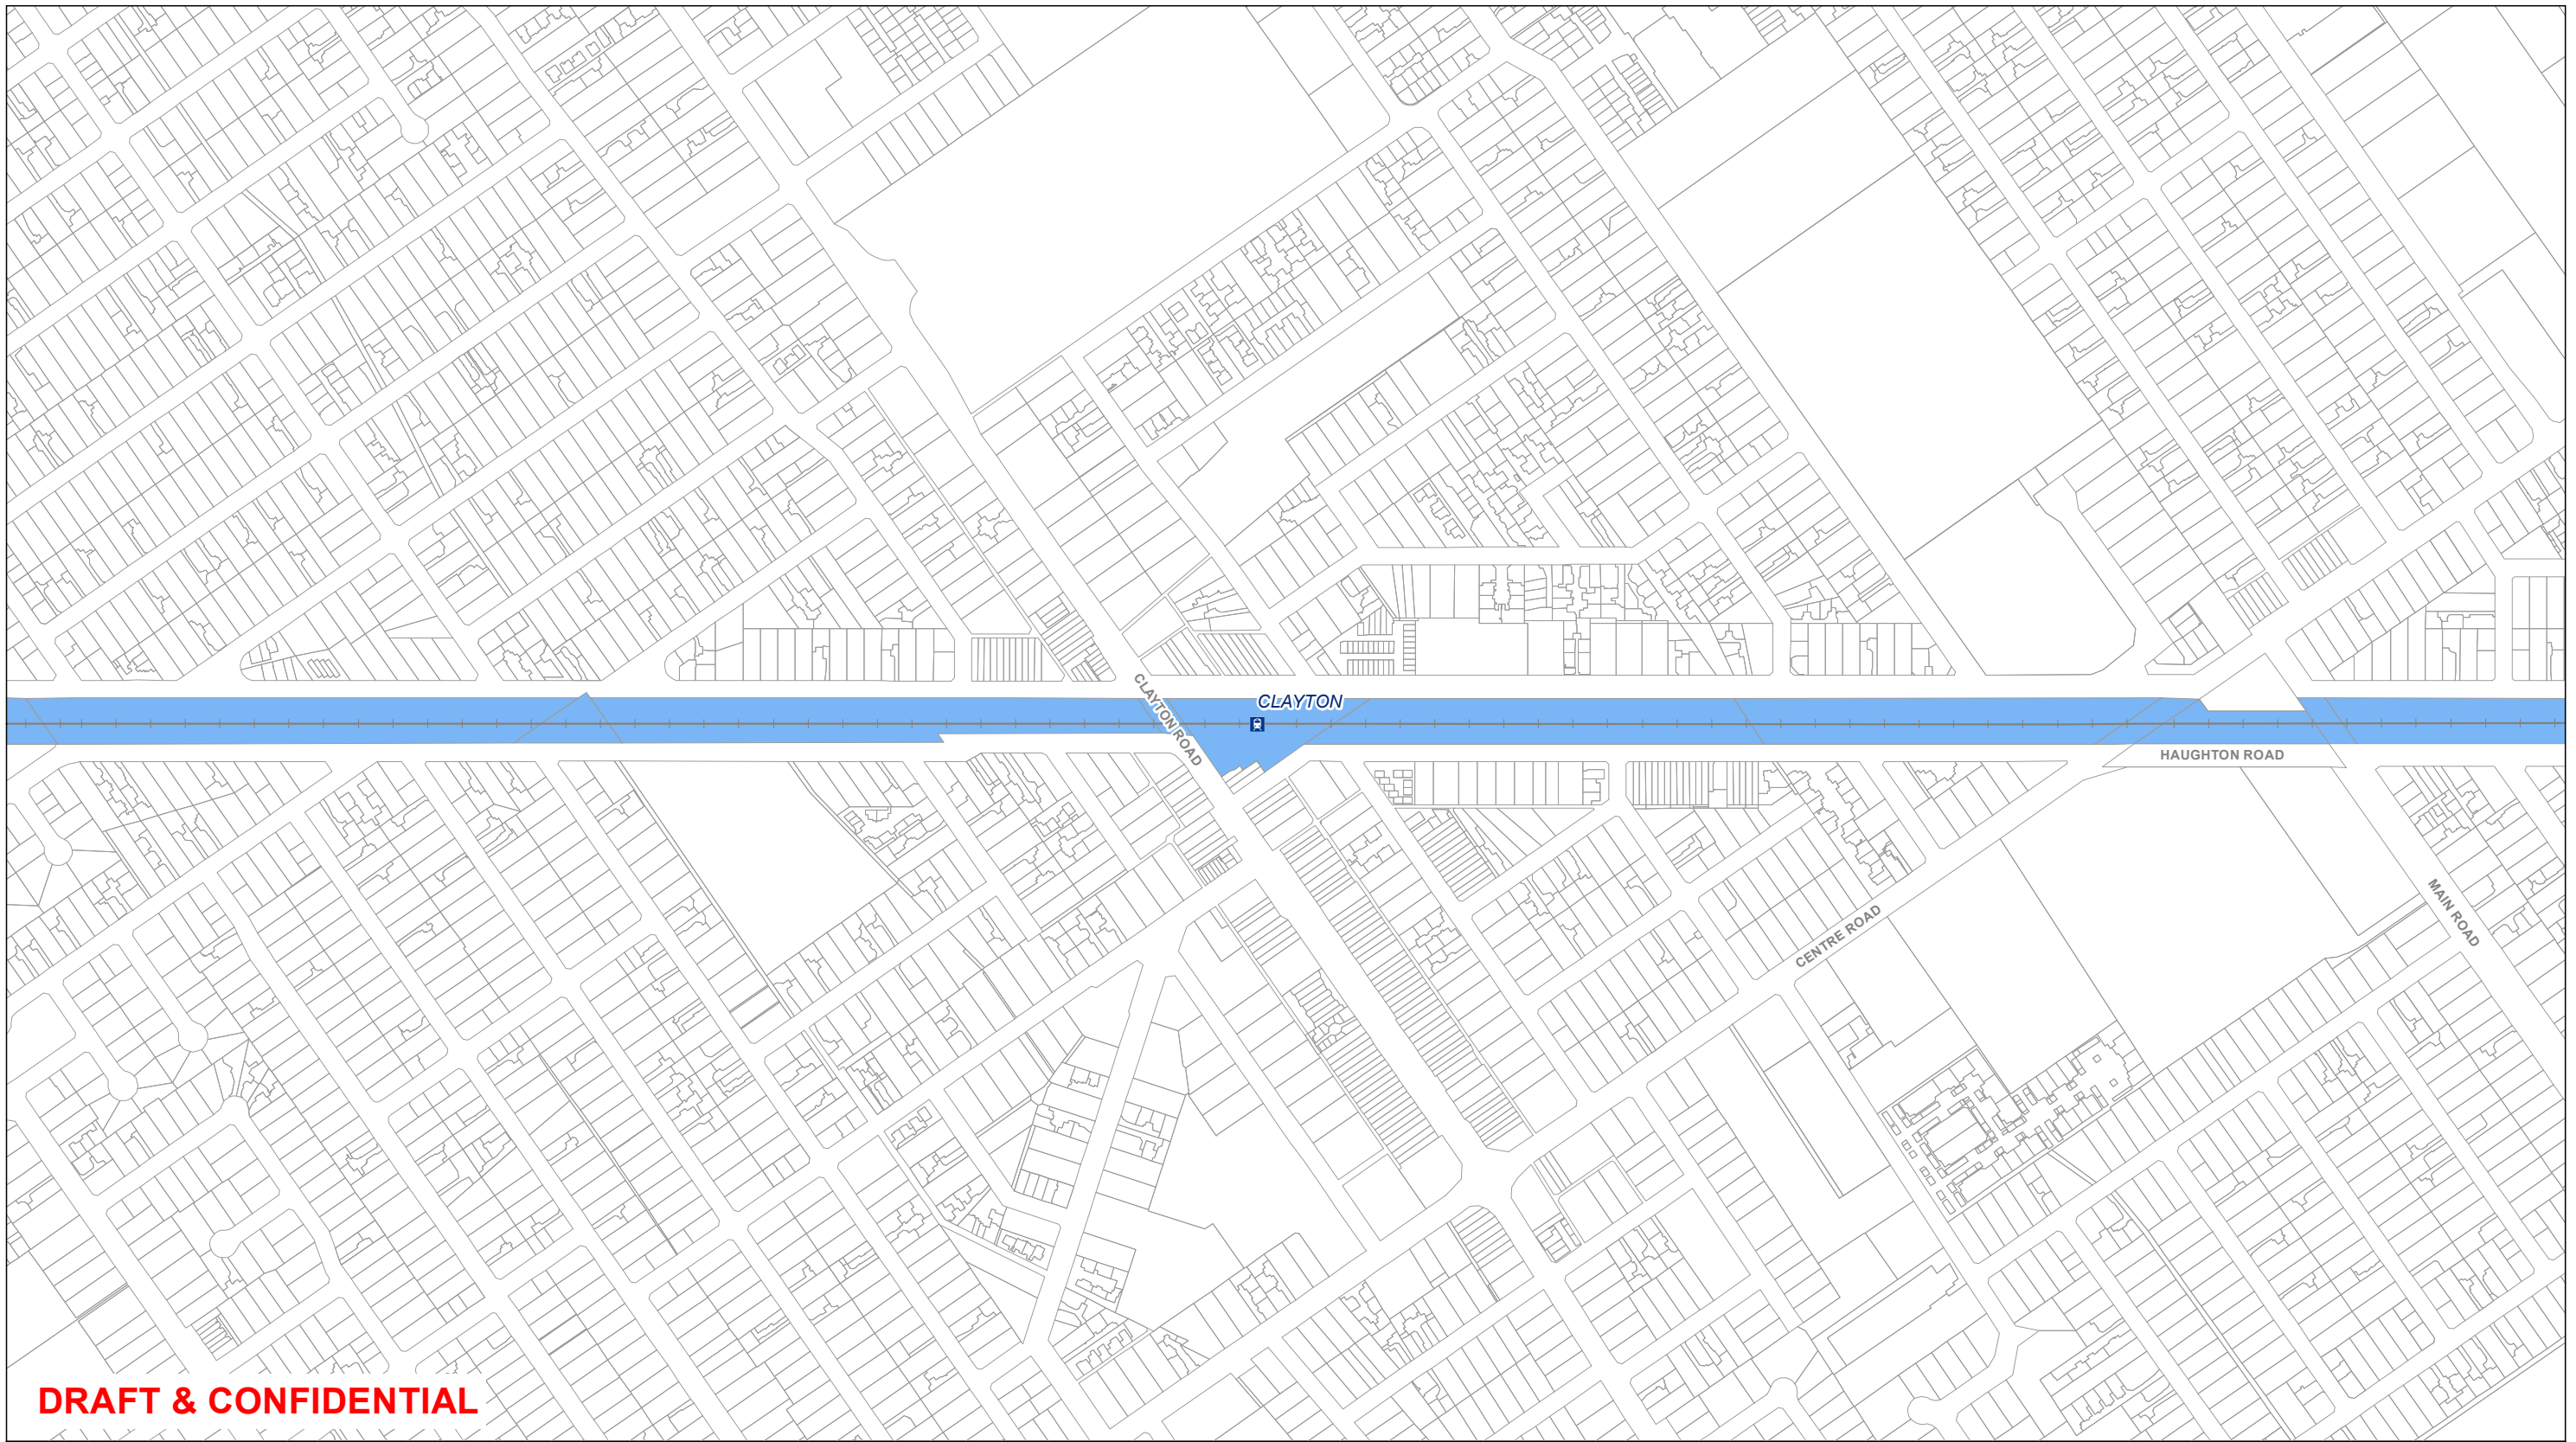 CLAYTON
CLAYTON ROAD
HAUGHTON ROAD
MAIN ROAD
CENTRE ROAD
DRAFT & CONFIDENTIAL